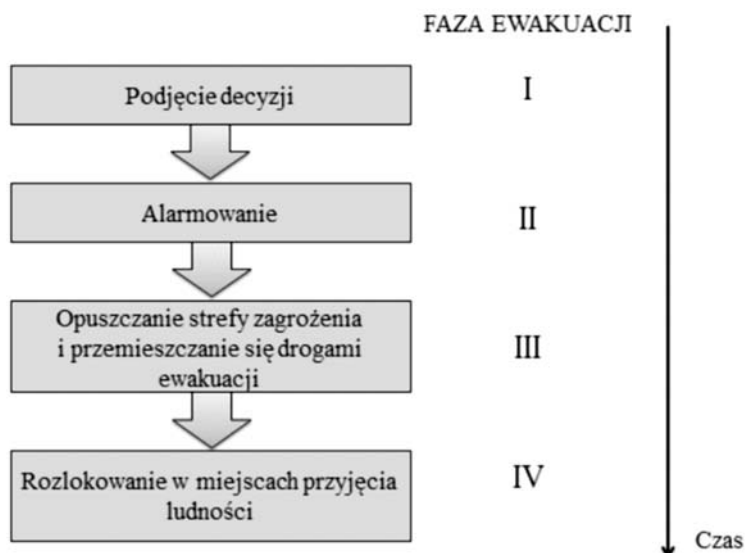 FAZA EWAKUACJI
Podjęcie decyzji
I
Alarmowanie
II
Opuszczanie strefy zagrożenia
i przemieszczanie się drogami
ewakuacji
III
Rozlokowanie w miejscach przyjęcia
ludności
IV
Czas